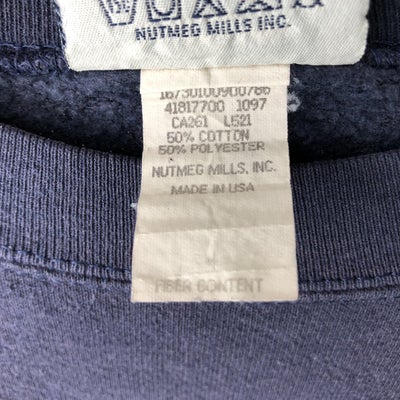 NUTMEG MILLS INC.
16730100900786
41817700 1097
CA261 L521
50% COTTON
50% POLYESTER
NUTMEG MILLS, INC.
MADE IN USA
FIBER CONTENT